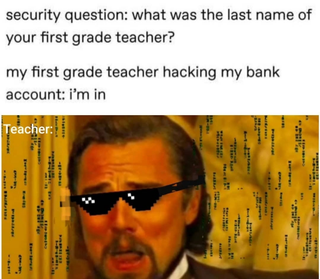 security question: what was the last name of
your first grade teacher?
my first grade teacher hacking my bank
account: i'm in
Teacher: